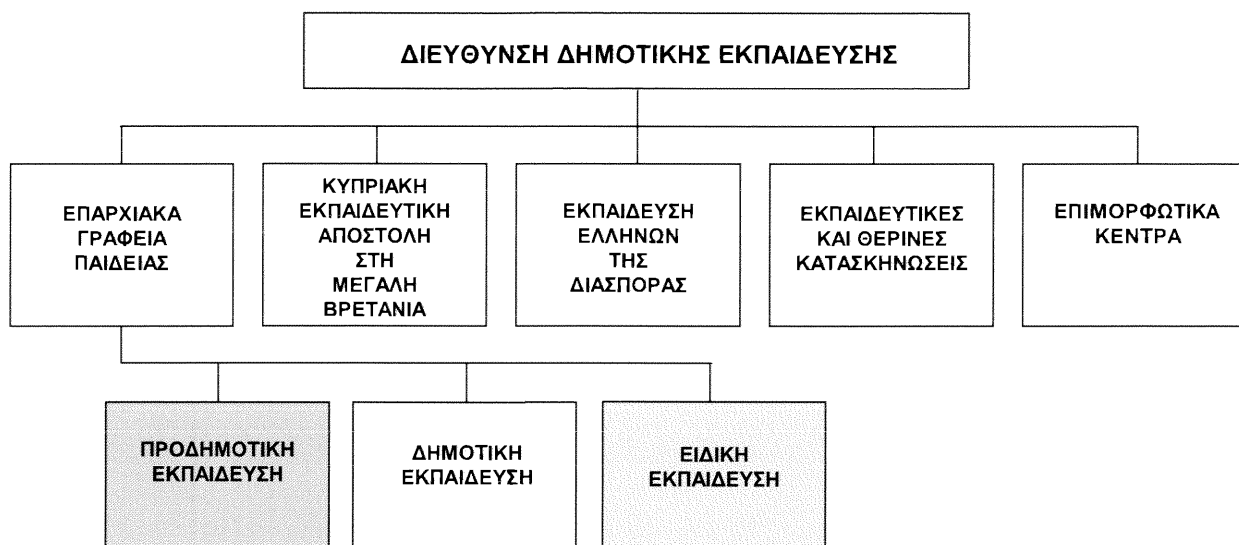 ΔΙΕΥΘΥΝΣΗ ΔΗΜΟΤΙΚΗΣ ΕΚΠΑΙΔΕΥΣΗΣ
ΕΠΑΡΧΙΑΚΑ
ΓΡΑΦΕΙΑ
ΠΑΙΔΕΙΑΣ
ΚΥΠΡΙΑΚΗ
ΕΚΠΑΙΔΕΥΤΙΚΗ
ΑΠΟΣΤΟΛΗ
ΣΤΗ
ΜΕΓΑΛΗ
ΒΡΕΤΑΝΙΑ
ΕΚΠΑΙΔΕΥΣΗ
ΕΛΛΗΝΩΝ
ΤΗΣ
ΔΙΑΣΠΟΡΑΣ
ΕΚΠΑΙΔΕΥΤΙΚΕΣ
ΚΑΙ ΘΕΡΙΝΕΣ
ΚΑΤΑΣΚΗΝΩΣΕΙΣ
ΕΠΙΜΟΡΦΩΤΙΚΑ
ΚΕΝΤΡΑ
ΠΡΟΔΗΜΟΤΙΚΗ
ΕΚΠΑΙΔΕΥΣΗ
ΔΗΜΟΤΙΚΗ
ΕΚΠΑΙΔΕΥΣΗ
ΕΙΔΙΚΗ
ΕΚΠΑΙΔΕΥΣΗ